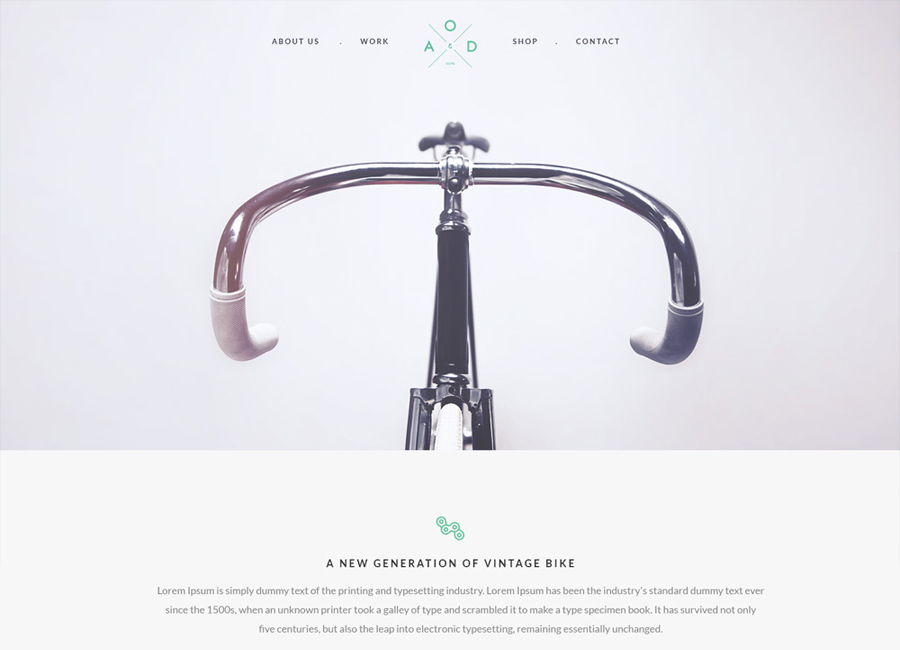 ABOUT US . WORK
O
A & D
SHOP . CONTACT
A NEW GENERATION OF VINTAGE BIKE
Lorem Ipsum is simply dummy text of the printing and typesetting industry. Lorem Ipsum has been the industry's standard dummy text ever
since the 1500s, when an unknown printer took a galley of type and scrambled it to make a type specimen book. It has survived not only
five centuries, but also the leap into electronic typesetting, remaining essentially unchanged.